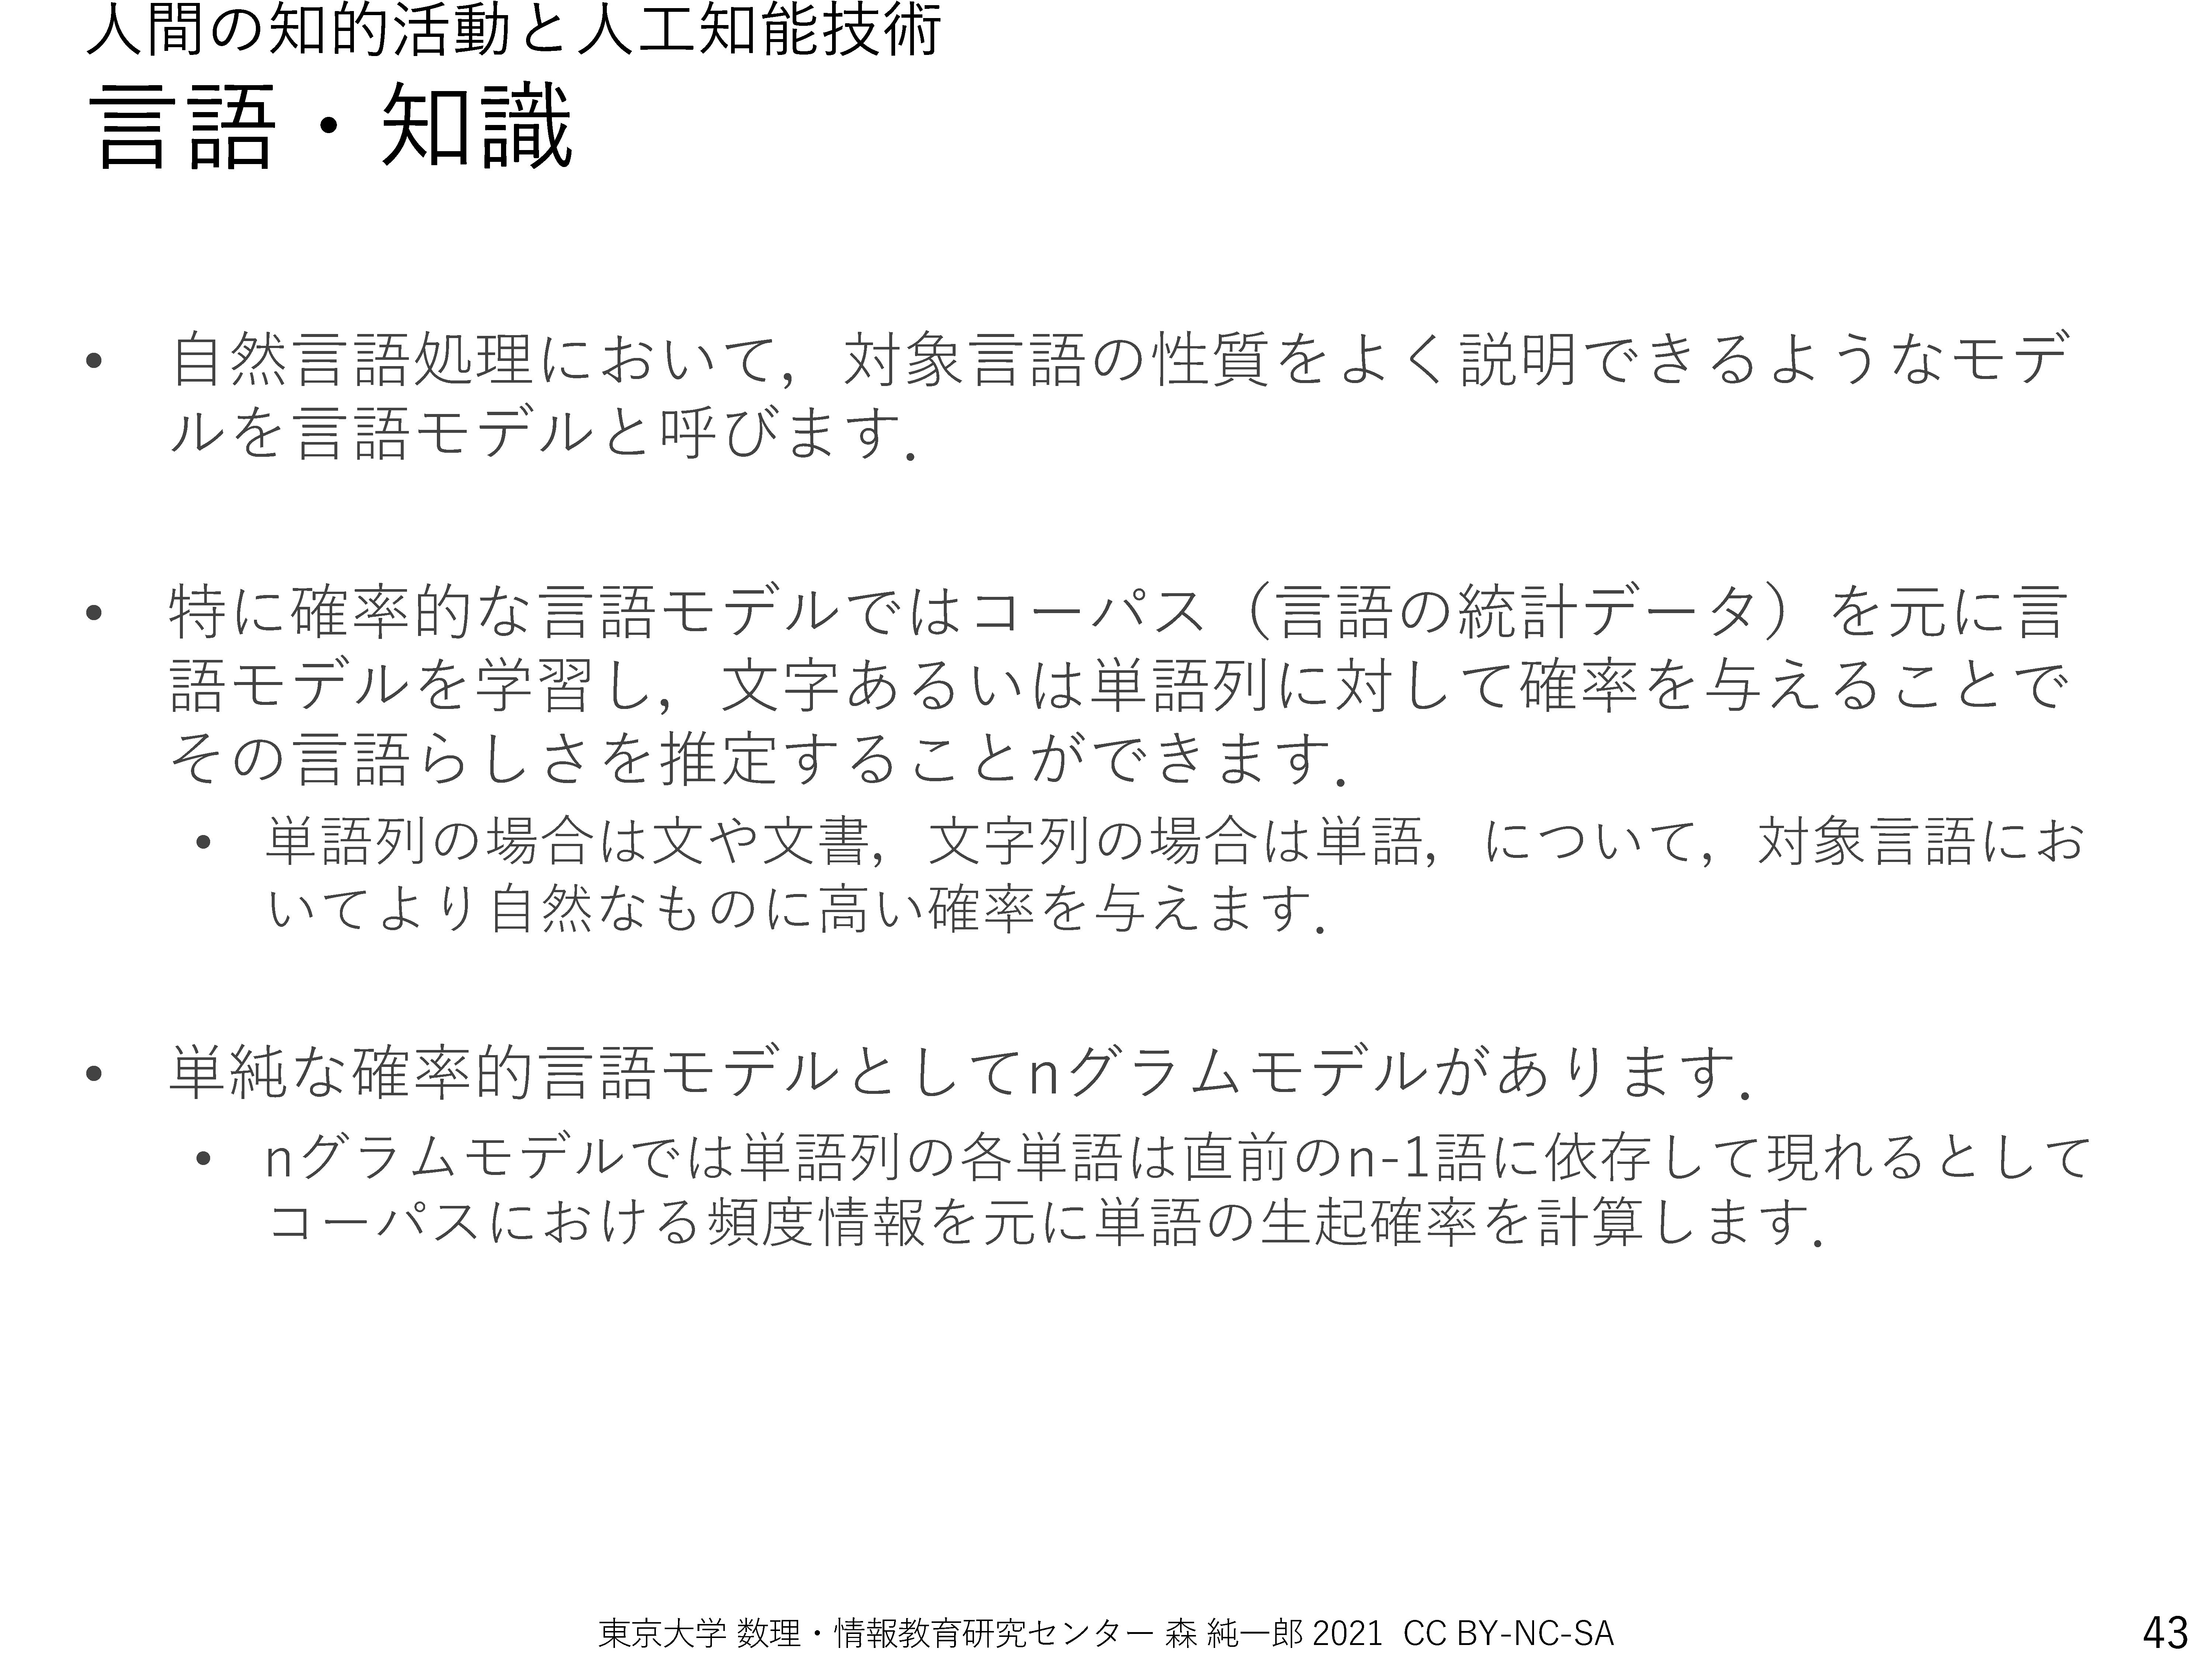 人間の知的活動と人工知能技術
言語・知識
• 自然言語処理において，対象言語の性質をよく説明できるようなモデ
ルを言語モデルと呼びます．
• 特に確率的な言語モデルではコーパス（言語の統計データ）を元に言
語モデルを学習し，文字あるいは単語列に対して確率を与えることで
その言語らしさを推定することができます．
• 単語列の場合は文や文書，文字列の場合は単語，について，対象言語にお
いてより自然なものに高い確率を与えます．
• 単純な確率的言語モデルとしてnグラムモデルがあります．
• nグラムモデルでは単語列の各単語は直前のn-1語に依存して現れるとして
コーパスにおける頻度情報を元に単語の生起確率を計算します．
東京大学 数理・情報教育研究センター 森 純一郎 2021 CC BY-NC-SA
43